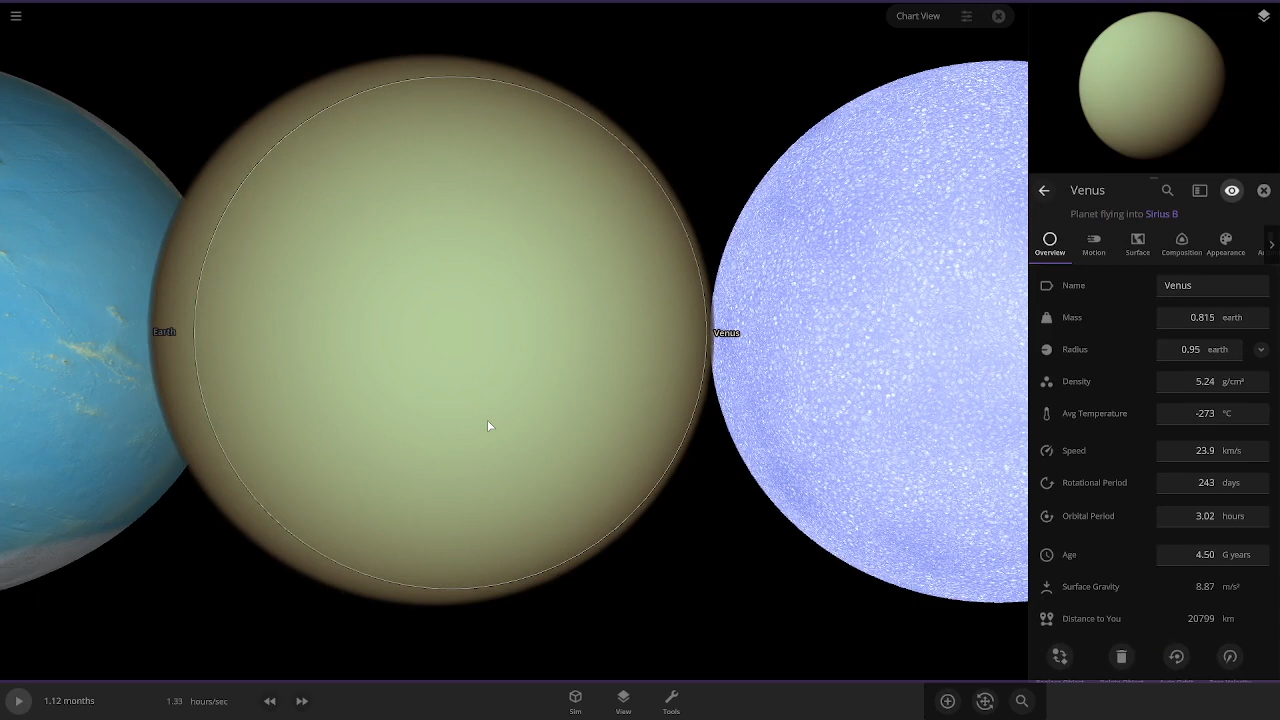 Chart View
Earth
Venus
Venus
Planet flying into Sirius B
Overview
Motion
Surface
Composition
Appearance
Name Venus
Mass 0.815 earth
Radius 0.95 earth
Density 5.24 g/cm³
Avg Temperature -273 °C
Speed 23.9 km/s
Rotational Period 243 days
Orbital Period 3.02 hours
Age 4.50 G years
Surface Gravity 8.87 m/s²
Distance to You 20799 km
1.12 months
1.33 hours/sec
Sim
View
Tools